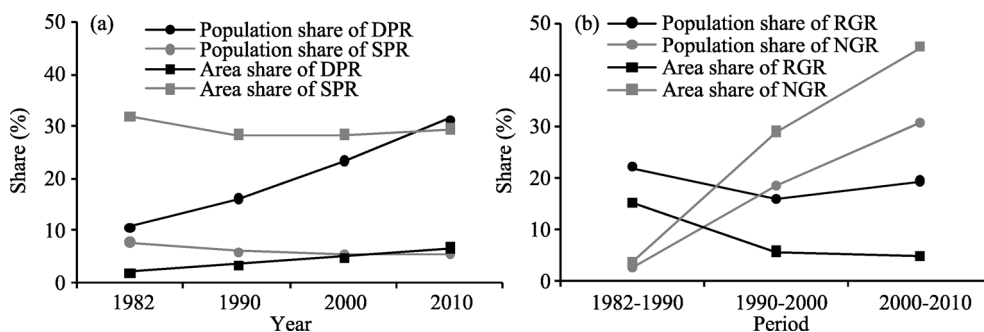 (a)
Population share of DPR
Population share of SPR
Area share of DPR
Area share of SPR
Share (%)
50
40
30
20
10
0
1982 1990 2000 2010
Year
(b)
Population share of RGR
Population share of NGR
Area share of RGR
Area share of NGR
Share (%)
50
40
30
20
10
0
1982-1990 1990-2000 2000-2010
Period